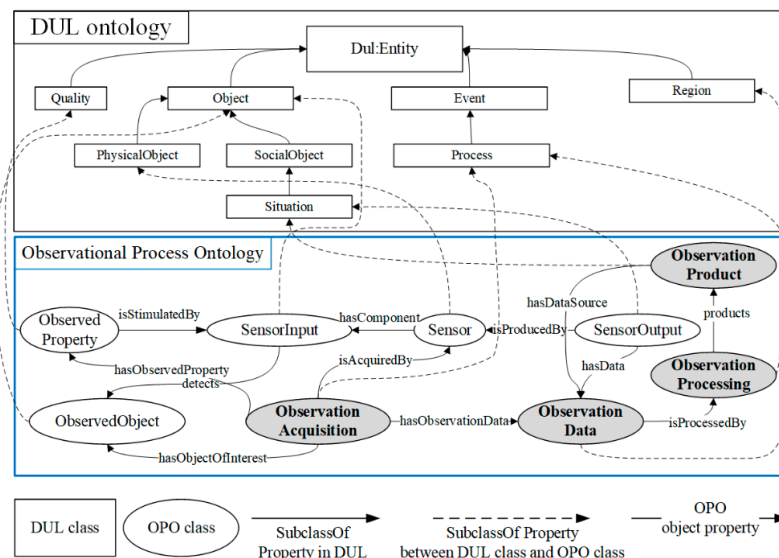 DUL ontology
Dul:Entity
Quality
Object
Event
Region
PhysicalObject
SocialObject
Process
Situation
Observational Process Ontology
Observation
Product
Observed
Property
isStimulatedBy
SensorInput
hasComponent
Sensor
isProducedBy
SensorOutput
hasDataSource
products
hasObservedProperty
detects
isAcquiredBy
hasData
Observation
Processing
ObservedObject
Observation
Acquisition
hasObservationData
Observation
Data
isProcessedBy
hasObjectOfInterest
DUL class
OPO class
SubclassOf
Property in DUL
SubclassOf Property
between DUL class and OPO class
OPO
object property